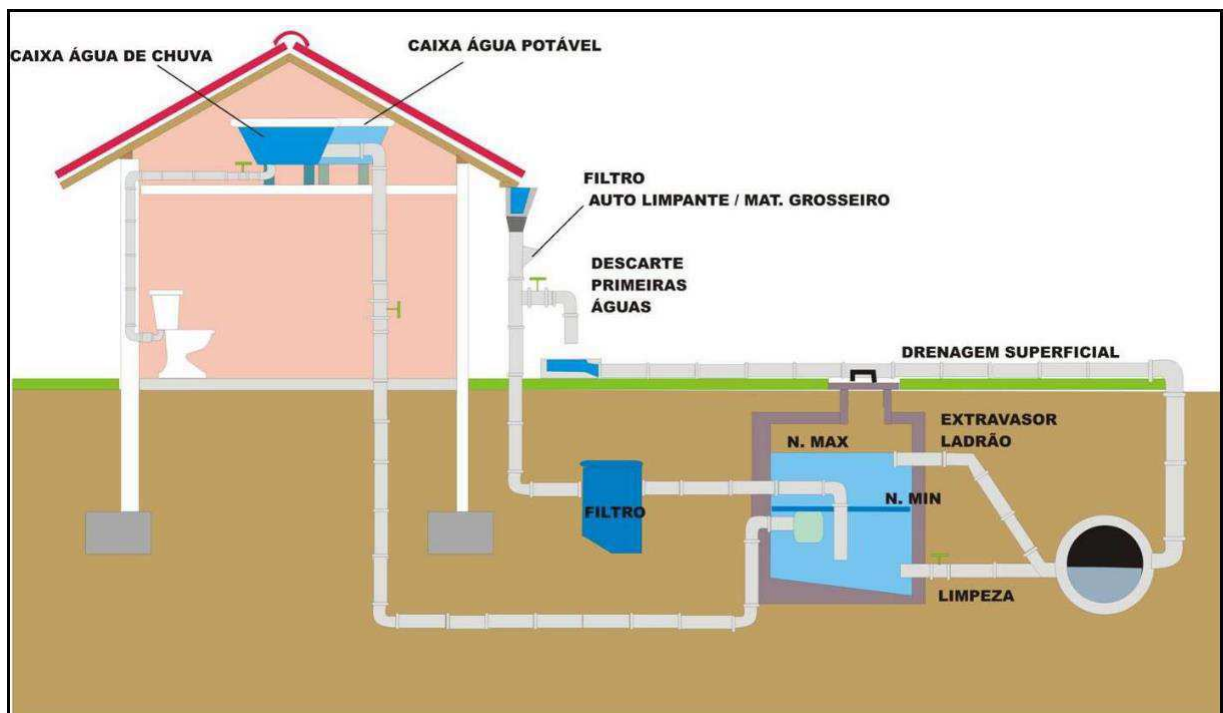 CAIXA ÁGUA DE CHUVA
CAIXA ÁGUA POTÁVEL
FILTRO
AUTO LIMPANTE / MAT. GROSSEIRO
DESCARTE
PRIMEIRAS
ÁGUAS
DRENAGEM SUPERFICIAL
EXTRAVASOR
LADRÃO
N. MAX
N. MIN
FILTRO
LIMPEZA